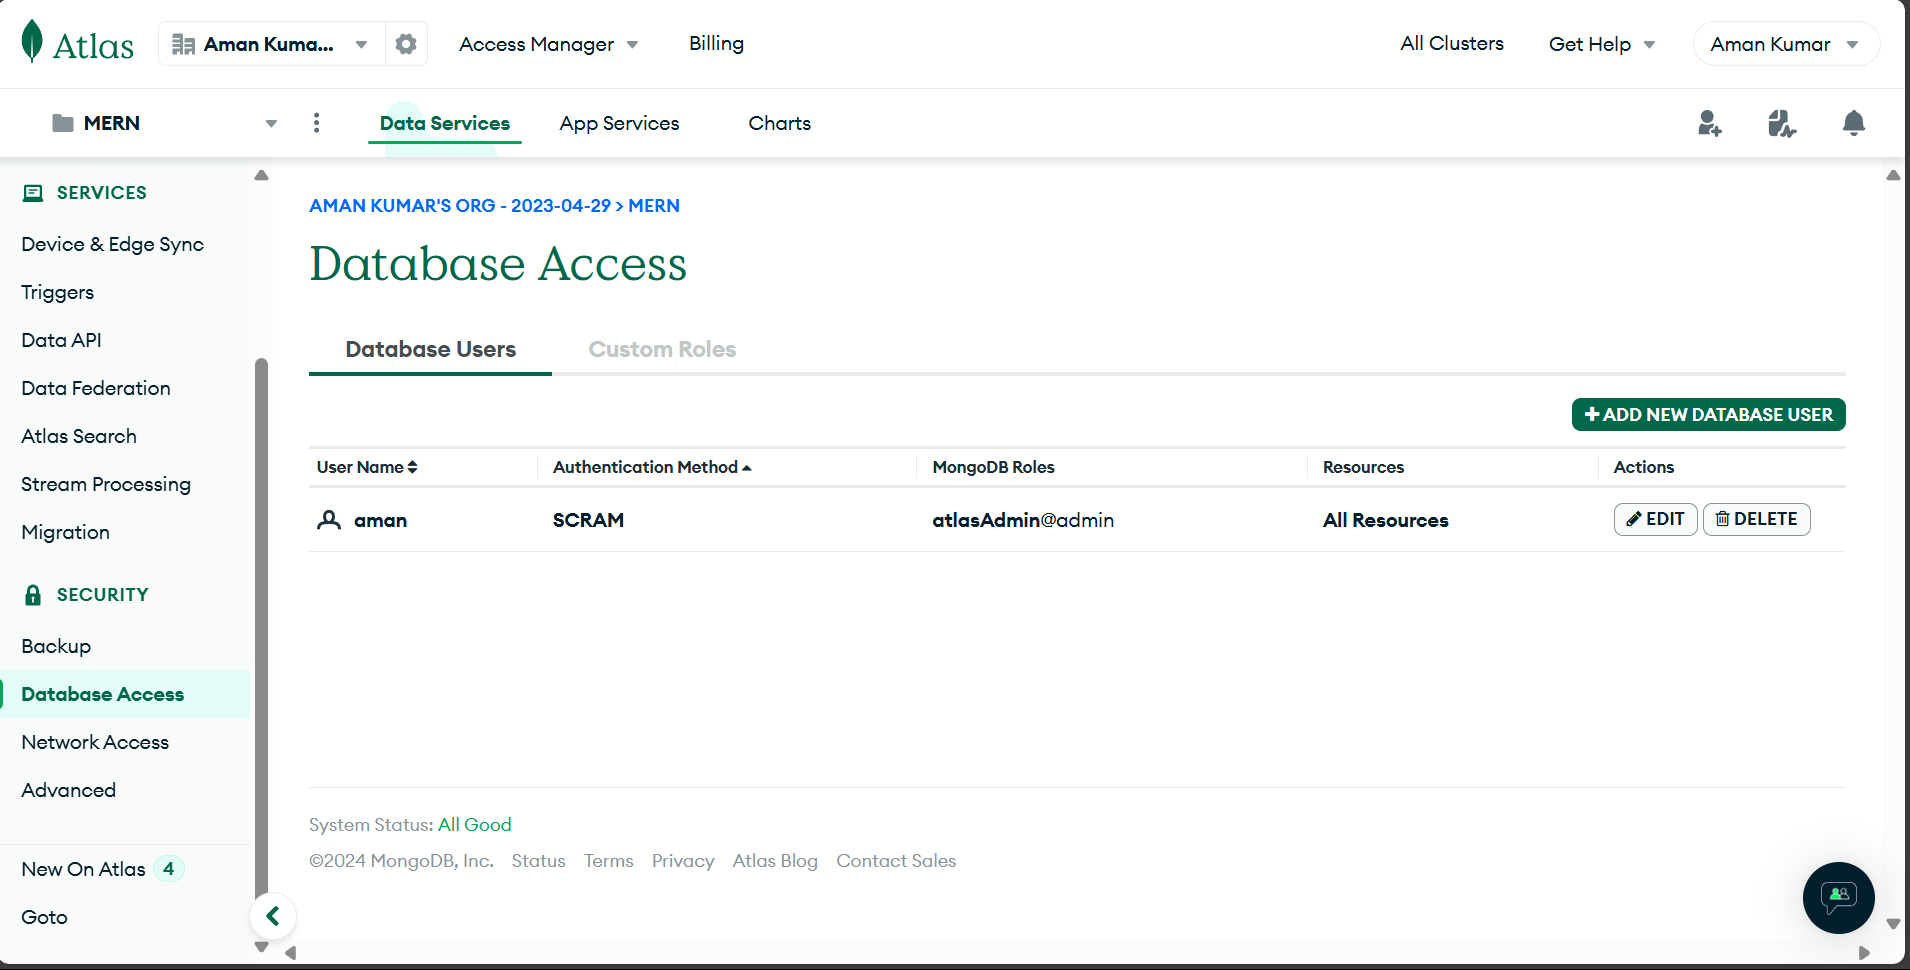 Atlas
Aman Kuma...
Access Manager
Billing
All Clusters
Get Help
Aman Kumar
MERN
Data Services
App Services
Charts
SERVICES
Device & Edge Sync
Triggers
Data API
Data Federation
Atlas Search
Stream Processing
Migration
SECURITY
Backup
Database Access
Network Access
Advanced
New On Atlas 4
Goto
AMAN KUMAR'S ORG - 2023-04-29 > MERN
Database Access
Database Users
Custom Roles
+ ADD NEW DATABASE USER
User Name
Authentication Method
MongoDB Roles
Resources
Actions
aman
SCRAM
atlasAdmin@admin
All Resources
EDIT
DELETE
System Status: All Good
©2024 MongoDB, Inc. Status Terms Privacy Atlas Blog Contact Sales